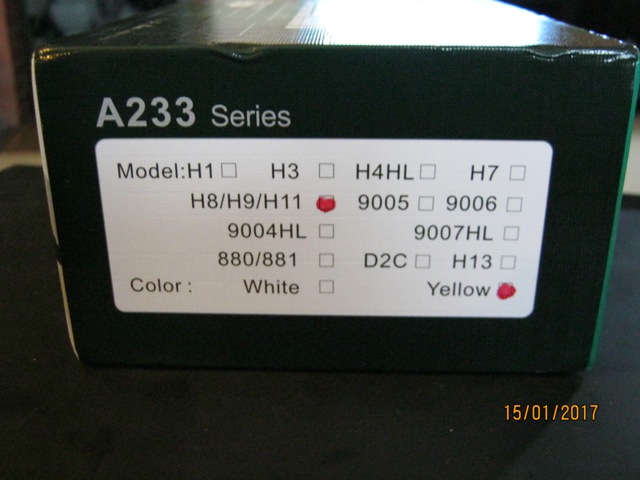 A233 Series
Model:H1 H3 H4HL H7
H8/H9/H11 9005 9006
9004HL 9007HL
880/881 D2C H13
Color: White Yellow
15/01/2017